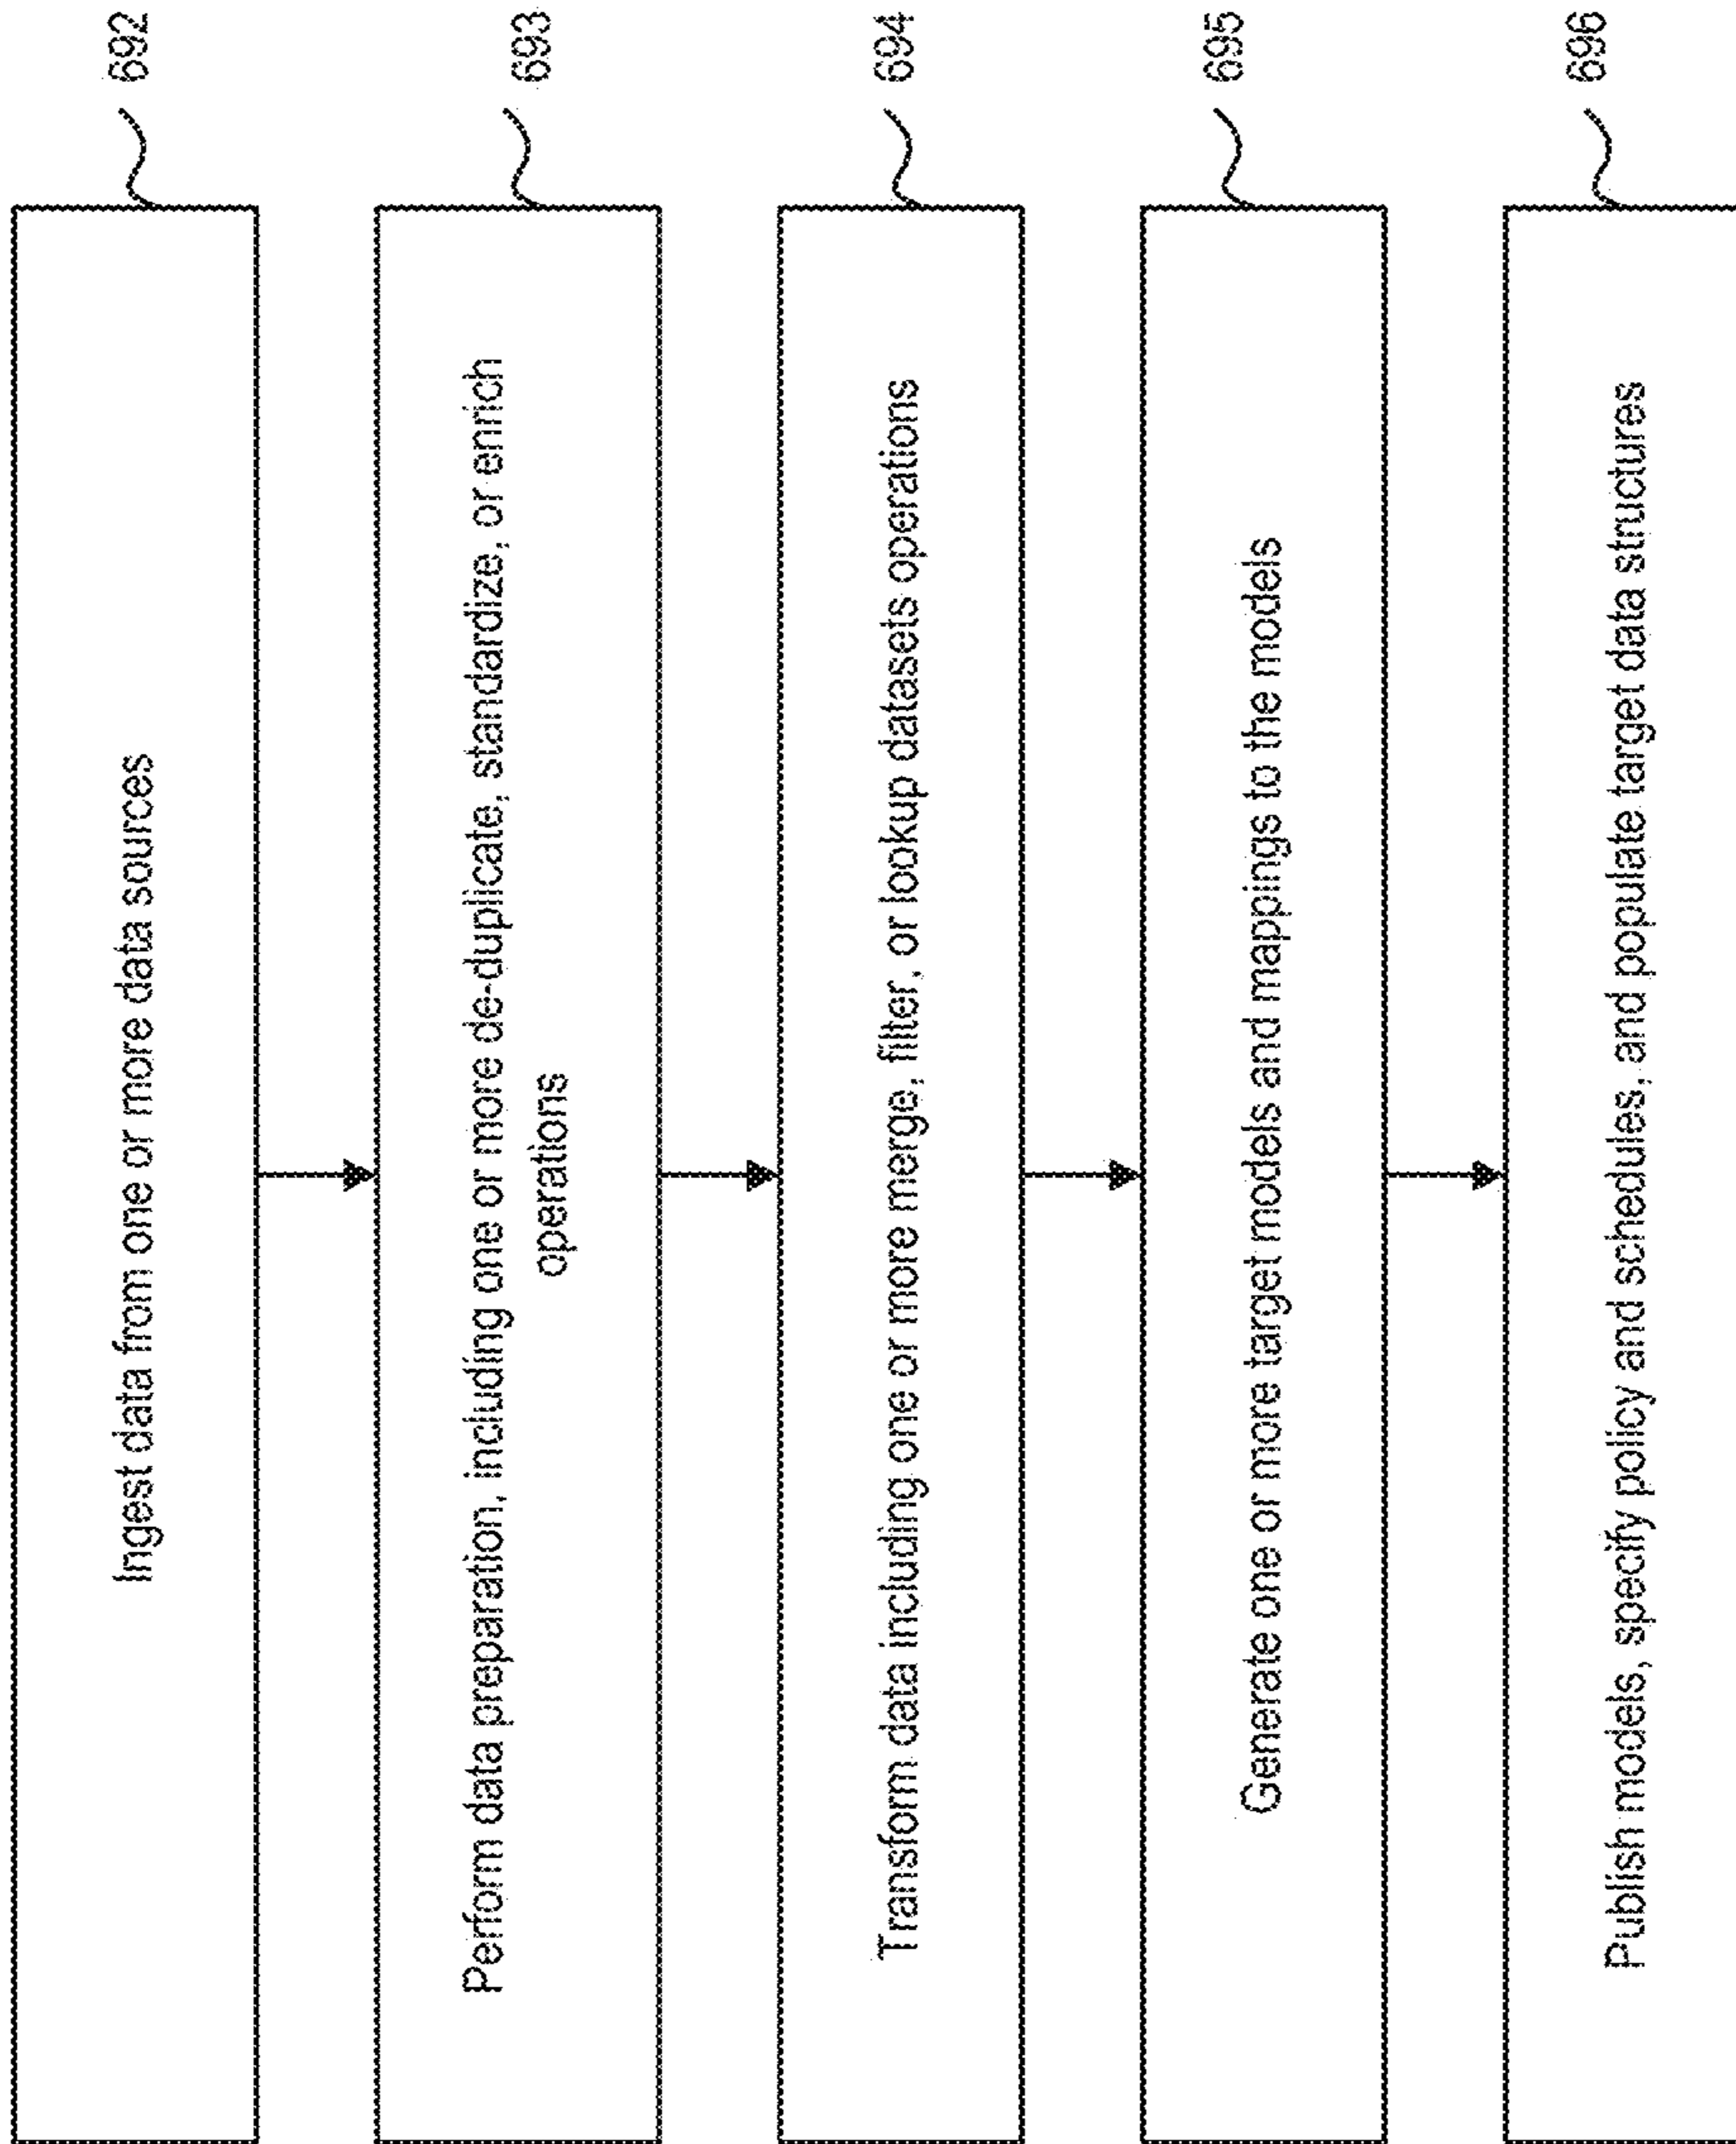 Ingest data from one or more data sources
692
Perform data preparation, including one or more de-duplicate, standardize, or enrich
operations
693
Transform data including one or more merge, filter, or lookup datasets operations
694
Generate one or more target models and mappings to the models
695
Publish models, specify policy and schedules, and populate target data structures
696